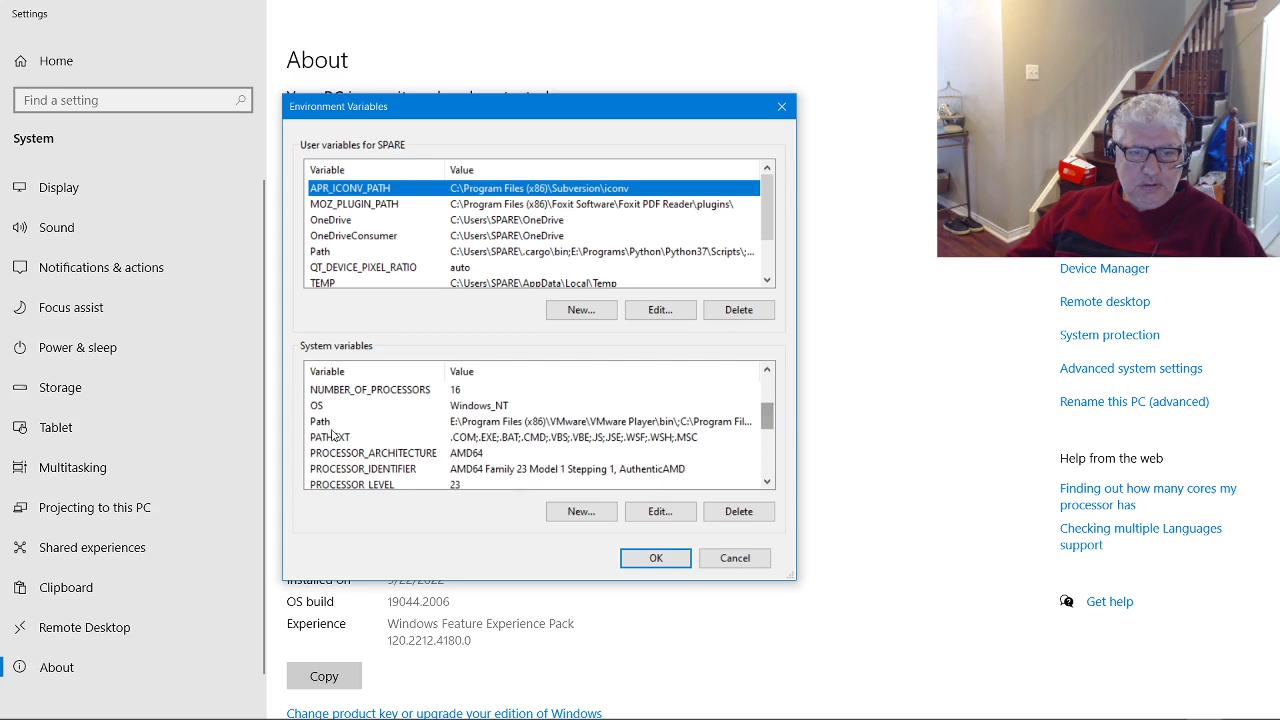 Settings
Home
Find a setting
System
Display
Sound
Notifications & actions
Focus assist
Power & sleep
Storage
Tablet
Multitasking
Projecting to this PC
Shared experiences
Clipboard
Remote Desktop
About
About
Environment Variables
User variables for SPARE
Variable Value
APR_ICONV_PATH C:\Program Files (x86)\Subversion\iconv
MOZ_PLUGIN_PATH C:\Program Files (x86)\Foxit Software\Foxit PDF Reader\plugins\
OneDrive C:\Users\SPARE\OneDrive
OneDriveConsumer C:\Users\SPARE\OneDrive
Path C:\Users\SPARE\.cargo\bin;E:\Programs\Python\Python37\Scripts\;...
QT_DEVICE_PIXEL_RATIO auto
TEMP C:\Users\SPARE\AppData\Local\Temp
New... Edit... Delete
System variables
Variable Value
NUMBER_OF_PROCESSORS 16
OS Windows_NT
Path E:\Program Files (x86)\VMware\VMware Player\bin\;C:\Program Fil...
PATHEXT .COM;.EXE;.BAT;.CMD;.VBS;.VBE;.JS;.JSE;.WSF;.WSH;.MSC
PROCESSOR_ARCHITECTURE AMD64
PROCESSOR_IDENTIFIER AMD64 Family 23 Model 1 Stepping 1, AuthenticAMD
PROCESSOR_LEVEL 23
New... Edit... Delete
OK Cancel
Installed on 9/22/2022
OS build 19044.2006
Experience Windows Feature Experience Pack
120.2212.4180.0
Copy
Change product key or upgrade your edition of Windows
Device Manager
Remote desktop
System protection
Advanced system settings
Rename this PC (advanced)
Help from the web
Finding out how many cores my
processor has
Checking multiple Languages
support
Get help